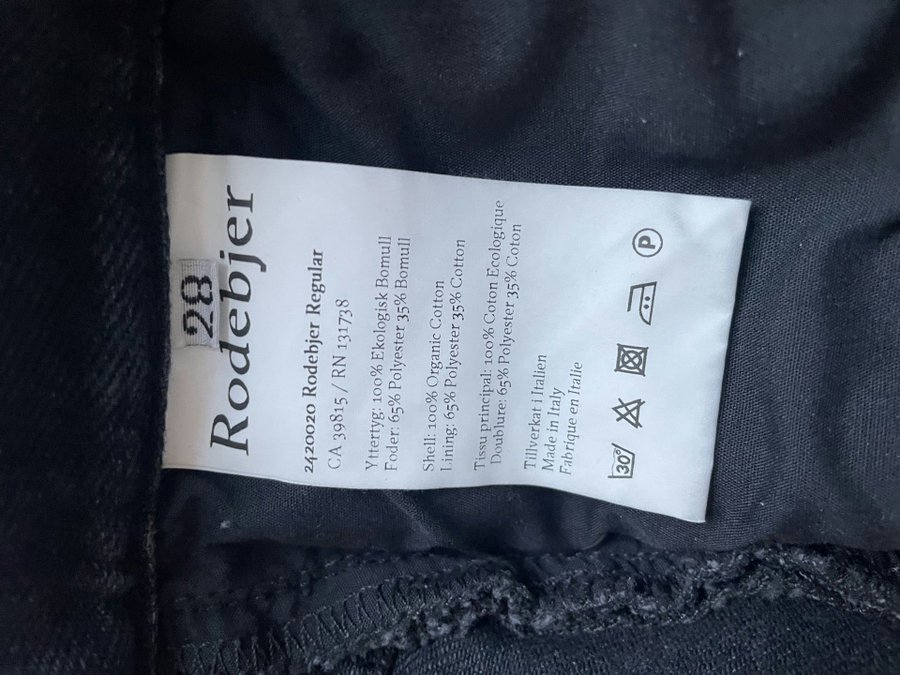 28
Rodebjer
2420020 Rodebjer Regular
CA 39815 / RN 131738
Yttertyg: 100% Ekologisk Bomull
Foder: 65% Polyester 35% Bomull
Shell: 100% Organic Cotton
Lining: 65% Polyester 35% Cotton
Tissu principal: 100% Coton Ecologique
Doublure: 65% Polyester 35% Coton
Tillverkat i Italien
Made in Italy
Fabrique en Italie
30° P